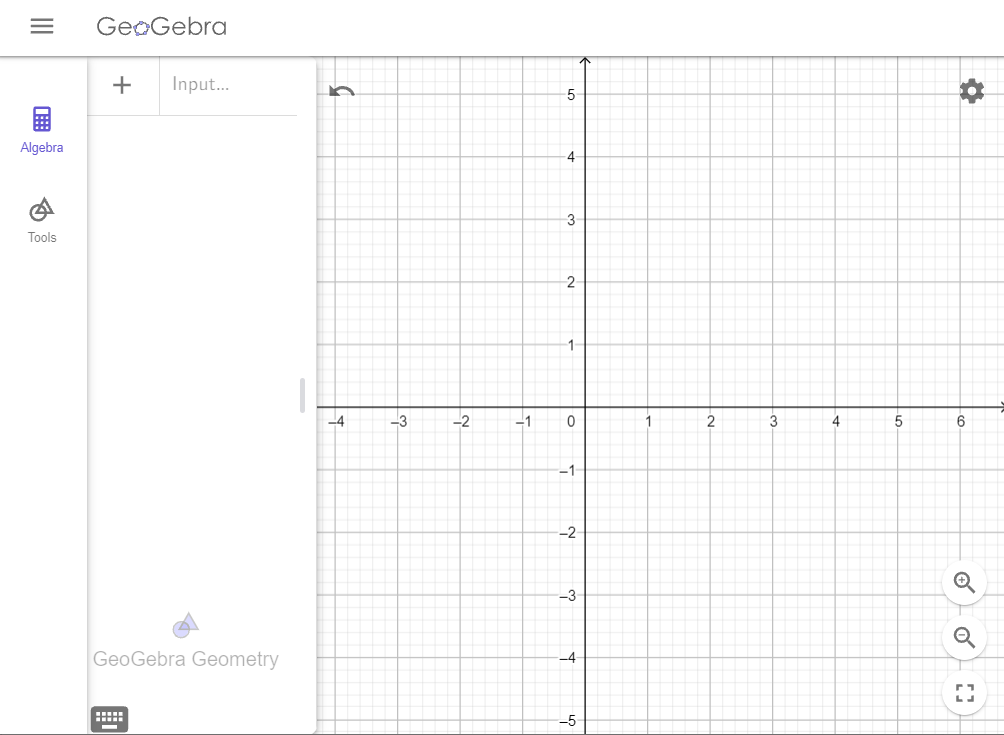 GeoGebra
Input...
Algebra
Tools
5
4
3
2
1
–4 –3 –2 –1 0 1 2 3 4 5 6
–1
–2
–3
–4
–5
GeoGebra Geometry